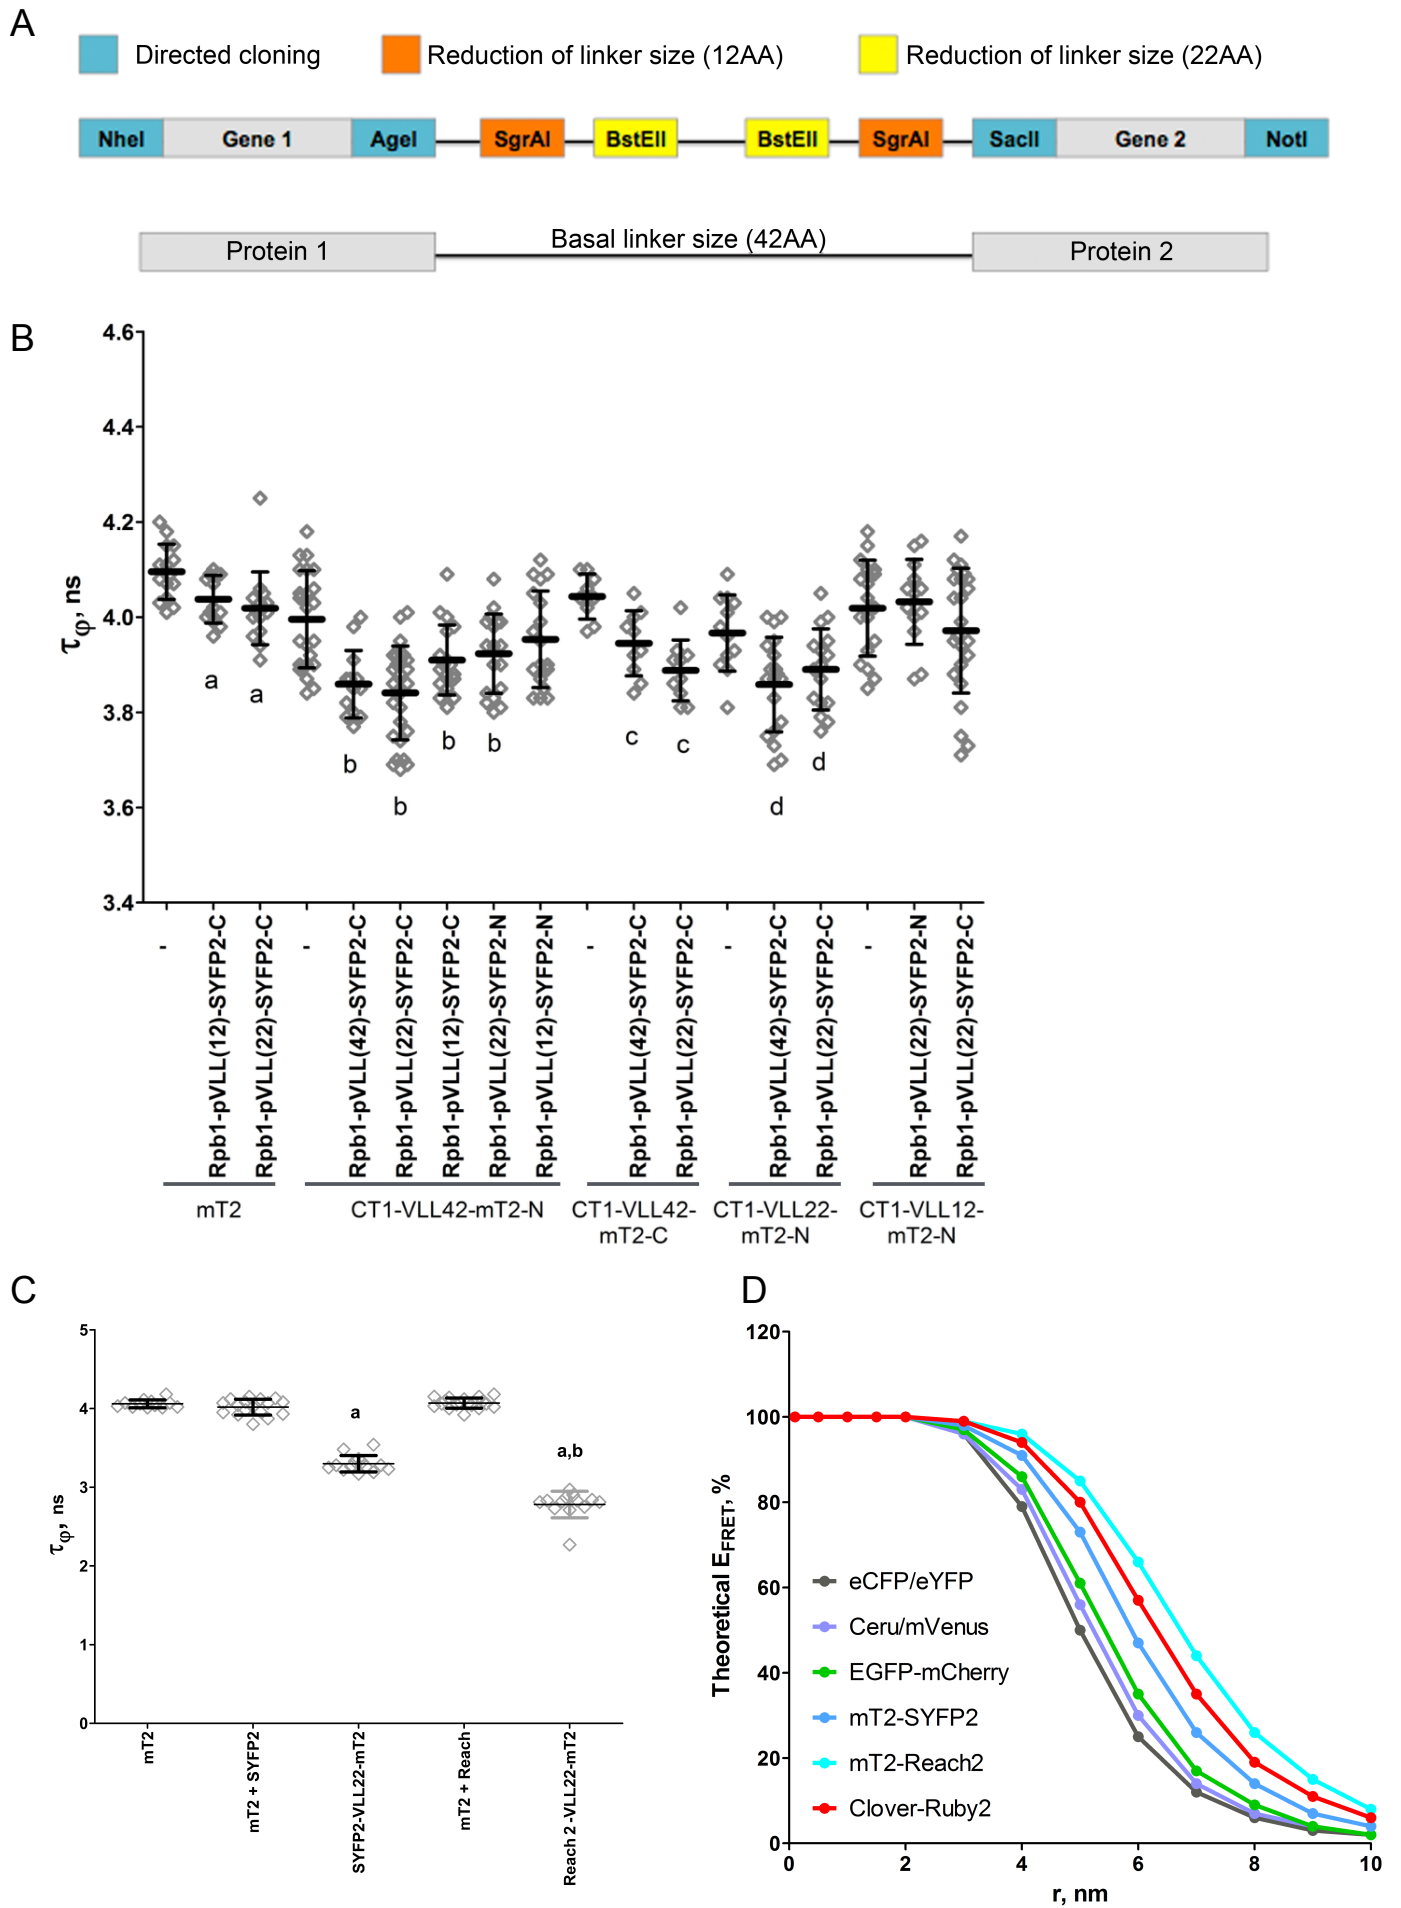 A
Directed cloning
Reduction of linker size (12AA)
Reduction of linker size (22AA)
NheI Gene 1 AgeI SgrAI BstEII BstEII SgrAI SacII Gene 2 NotI
Protein 1
Basal linker size (42AA)
Protein 2
B
4.6
4.4
4.2
4.0
3.8
3.6
3.4
τφ, ns
a
a
b
b
b
b
c
c
d
d
-
Rpb1-pVLL(12)-SYFP2-C
Rpb1-pVLL(22)-SYFP2-C
-
Rpb1-pVLL(42)-SYFP2-C
Rpb1-pVLL(22)-SYFP2-C
Rpb1-pVLL(12)-SYFP2-C
Rpb1-pVLL(22)-SYFP2-N
Rpb1-pVLL(12)-SYFP2-N
-
Rpb1-pVLL(42)-SYFP2-C
Rpb1-pVLL(22)-SYFP2-C
-
Rpb1-pVLL(42)-SYFP2-C
Rpb1-pVLL(22)-SYFP2-C
-
Rpb1-pVLL(22)-SYFP2-N
Rpb1-pVLL(22)-SYFP2-C
mT2
CT1-VLL42-mT2-N
CT1-VLL42-
mT2-C
CT1-VLL22-
mT2-N
CT1-VLL12-
mT2-N
C
5
4
3
2
1
0
τφ, ns
a
a,b
mT2
mT2 + SYFP2
SYFP2-VLL22-mT2
mT2 + Reach
Reach 2 -VLL22-mT2
D
120
100
80
60
40
20
0
Theoretical EFRET, %
eCFP/eYFP
Ceru/mVenus
EGFP-mCherry
mT2-SYFP2
mT2-Reach2
Clover-Ruby2
0 2 4 6 8 10
r, nm